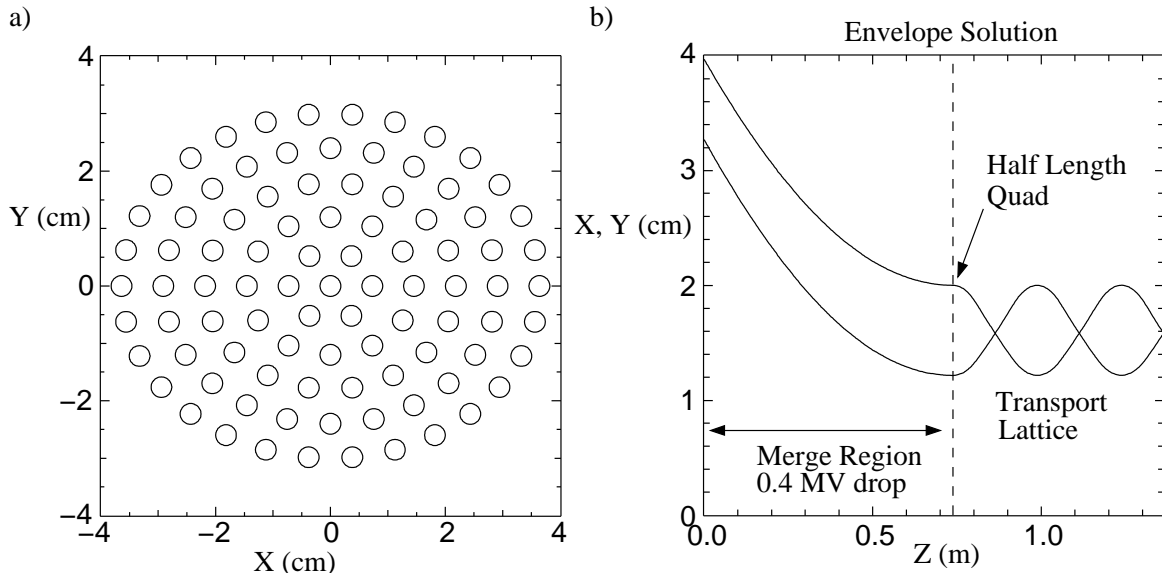 a)
4
2
0
−2
−4
Y (cm)
−4 −2 0 2 4
X (cm)
b)
Envelope Solution
4
3
2
1
0
X, Y (cm)
Half Length
Quad
Transport
Lattice
Merge Region
0.4 MV drop
0.0 0.5 1.0
Z (m)